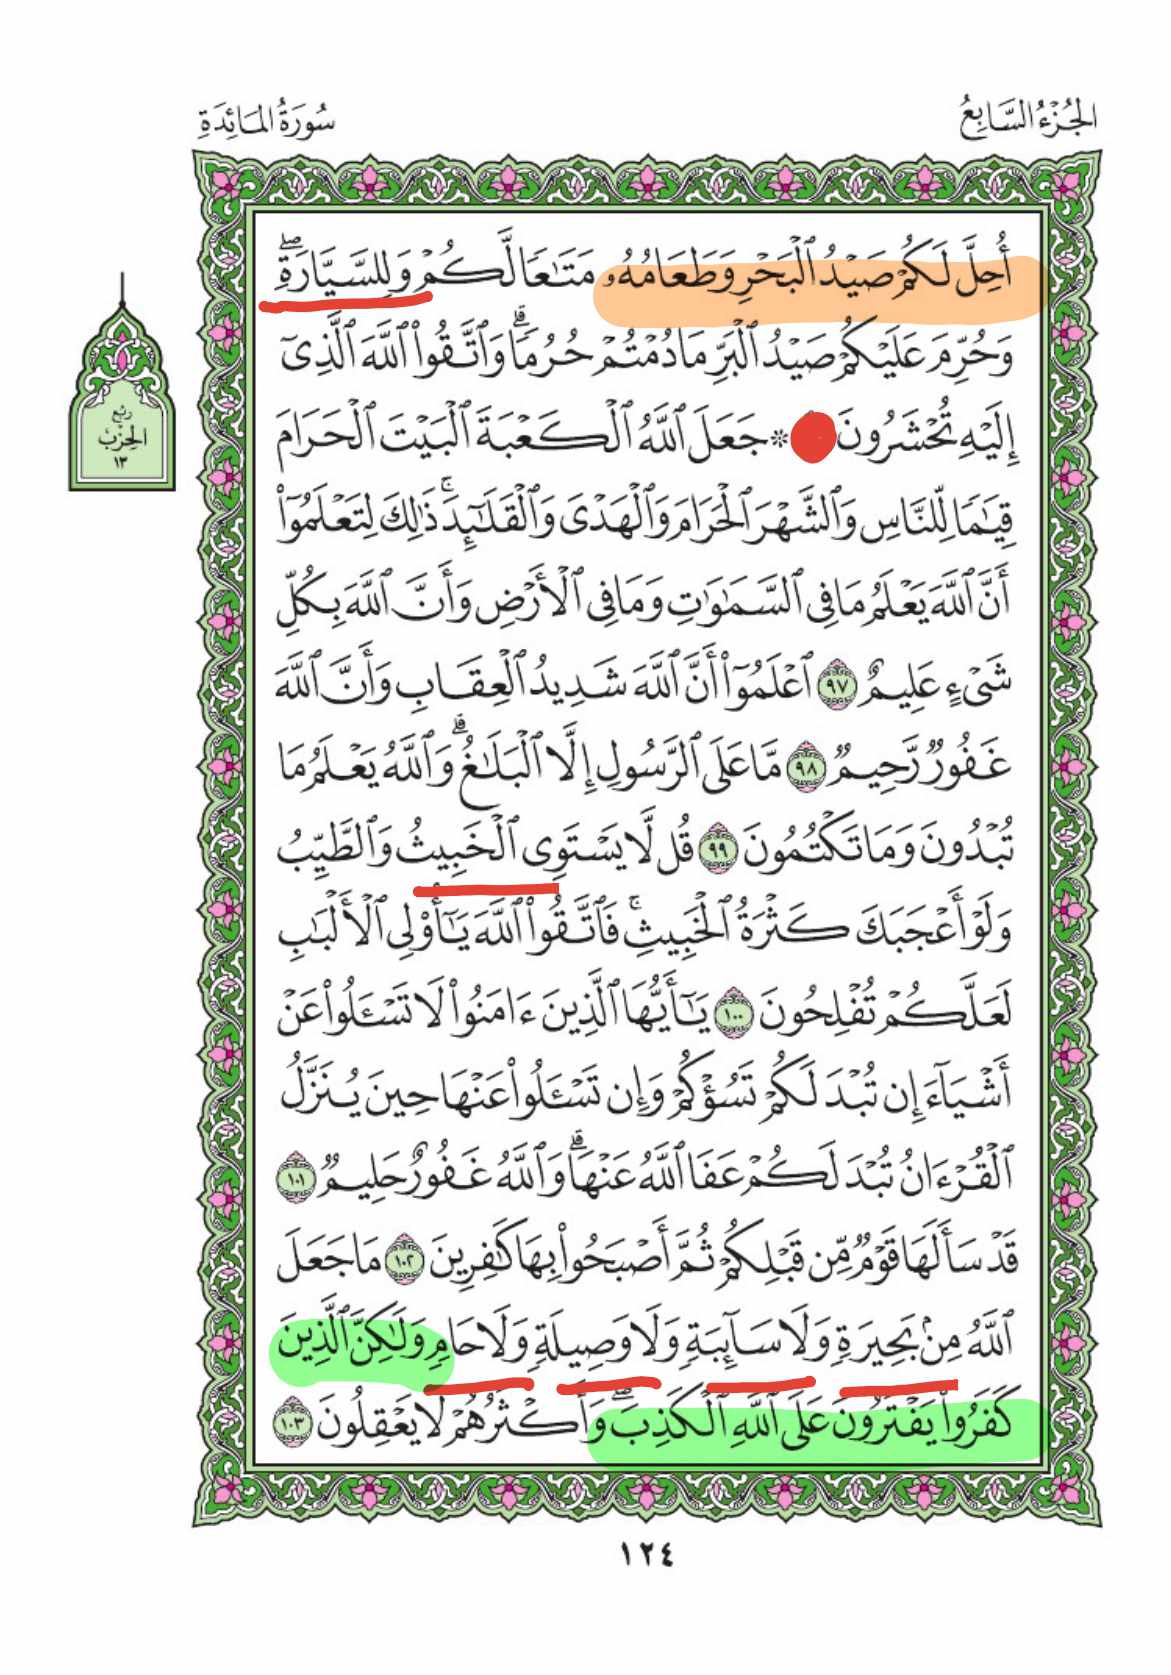 الجُزْءُ السَّابِعُ
سُورَةُ المَائِدَةِ
أُحِلَّ لَكُمْ صَيْدُ ٱلْبَحْرِ وَطَعَامُهُۥ مَتَٰعًا لَّكُمْ وَلِلسَّيَّارَةِۖ
وَحُرِّمَ عَلَيْكُمْ صَيْدُ ٱلْبَرِّ مَا دُمْتُمْ حُرُمًاۗ وَٱتَّقُوا۟ ٱللَّهَ ٱلَّذِىٓ
إِلَيْهِ تُحْشَرُونَ ۞ جَعَلَ ٱللَّهُ ٱلْكَعْبَةَ ٱلْبَيْتَ ٱلْحَرَامَ
قِيَٰمًا لِّلنَّاسِ وَٱلشَّهْرَ ٱلْحَرَامَ وَٱلْهَدْىَ وَٱلْقَلَٰٓئِدَۚ ذَٰلِكَ لِتَعْلَمُوٓا۟
أَنَّ ٱللَّهَ يَعْلَمُ مَا فِى ٱلسَّمَٰوَٰتِ وَمَا فِى ٱلْأَرْضِ وَأَنَّ ٱللَّهَ بِكُلِّ
شَىْءٍ عَلِيمٌ ٩٧ ٱعْلَمُوٓا۟ أَنَّ ٱللَّهَ شَدِيدُ ٱلْعِقَابِ وَأَنَّ ٱللَّهَ
غَفُورٌ رَّحِيمٌ ٩٨ مَّا عَلَى ٱلرَّسُولِ إِلَّا ٱلْبَلَٰغُۗ وَٱللَّهُ يَعْلَمُ مَا
تُبْدُونَ وَمَا تَكْتُمُونَ ٩٩ قُل لَّا يَسْتَوِى ٱلْخَبِيثُ وَٱلطَّيِّبُ
وَلَوْ أَعْجَبَكَ كَثْرَةُ ٱلْخَبِيثِۚ فَٱتَّقُوا۟ ٱللَّهَ يَٰٓأُو۟لِى ٱلْأَلْبَٰبِ
لَعَلَّكُمْ تُفْلِحُونَ ١٠٠ يَٰٓأَيُّهَا ٱلَّذِينَ ءَامَنُوا۟ لَا تَسْـَٔلُوا۟ عَنْ
أَشْيَآءَ إِن تُبْدَ لَكُمْ تَسُؤْكُمْ وَإِن تَسْـَٔلُوا۟ عَنْهَا حِينَ يُنَزَّلُ
ٱلْقُرْءَانُ تُبْدَ لَكُمْ عَفَا ٱللَّهُ عَنْهَاۗ وَٱللَّهُ غَفُورٌ حَلِيمٌ ١٠١
قَدْ سَأَلَهَا قَوْمٌ مِّن قَبْلِكُمْ ثُمَّ أَصْبَحُوا۟ بِهَا كَٰفِرِينَ ١٠٢ مَا جَعَلَ
ٱللَّهُ مِنۢ بَحِيرَةٍ وَلَا سَآئِبَةٍ وَلَا وَصِيلَةٍ وَلَا حَامٍ وَلَٰكِنَّ ٱلَّذِينَ
كَفَرُوا۟ يَفْتَرُونَ عَلَى ٱللَّهِ ٱلْكَذِبَۖ وَأَكْثَرُهُمْ لَا يَعْقِلُونَ ١٠٣
رُبْع
الحِزْب
١٣
١٢٤